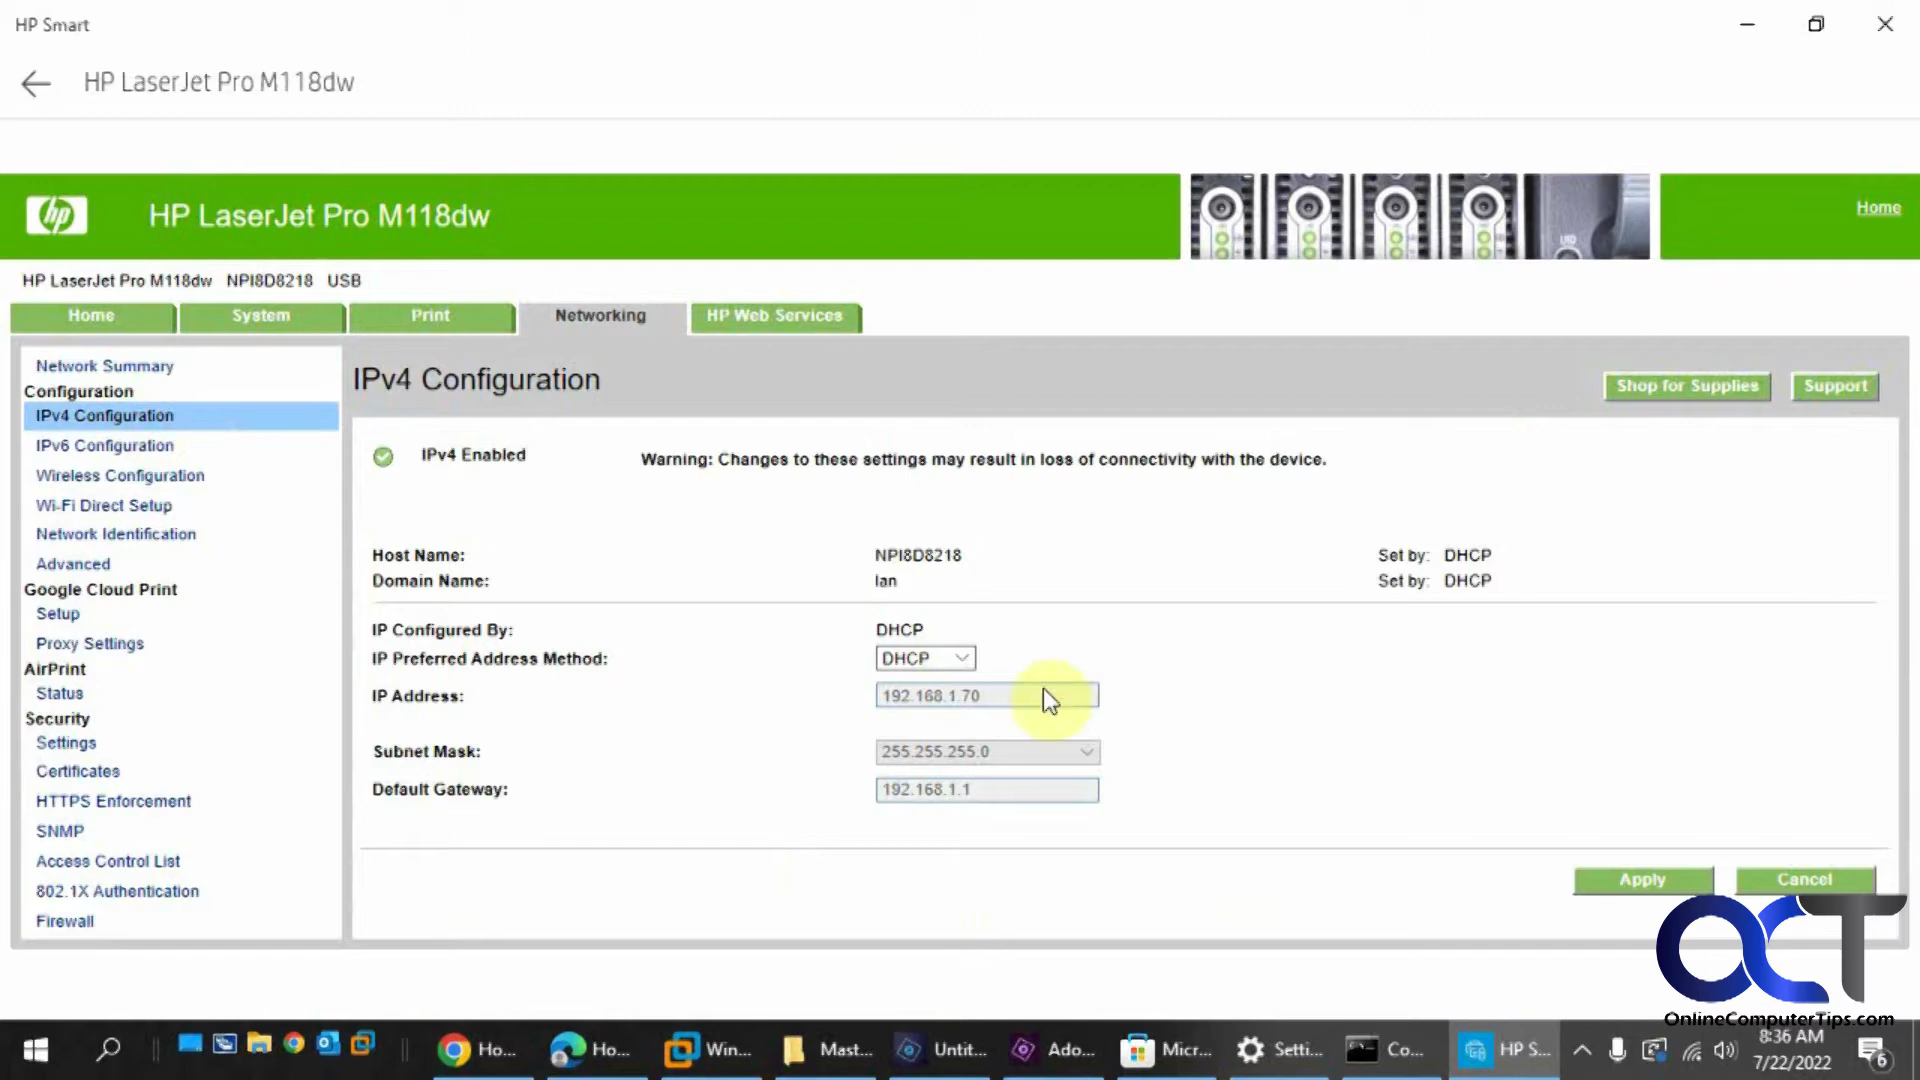 HP Smart
HP LaserJet Pro M118dw
hp
HP LaserJet Pro M118dw
Home
HP LaserJet Pro M118dw NPI8D8218 USB
Home System Print Networking HP Web Services
Network Summary
Configuration
IPv4 Configuration
IPv6 Configuration
Wireless Configuration
Wi-Fi Direct Setup
Network Identification
Advanced
Google Cloud Print
Setup
Proxy Settings
AirPrint
Status
Security
Settings
Certificates
HTTPS Enforcement
SNMP
Access Control List
802.1X Authentication
Firewall
IPv4 Configuration
Shop for Supplies Support
IPv4 Enabled Warning: Changes to these settings may result in loss of connectivity with the device.
Host Name: NPI8D8218 Set by: DHCP
Domain Name: lan Set by: DHCP
IP Configured By: DHCP
IP Preferred Address Method: DHCP
IP Address: 192.168.1.70
Subnet Mask: 255.255.255.0
Default Gateway: 192.168.1.1
Apply Cancel
OCT
OnlineComputerTips.com
Ho... Ho... Win... Mast... Untit... Ado... Micr... Setti... Co... HP S...
8:36 AM
7/22/2022
6